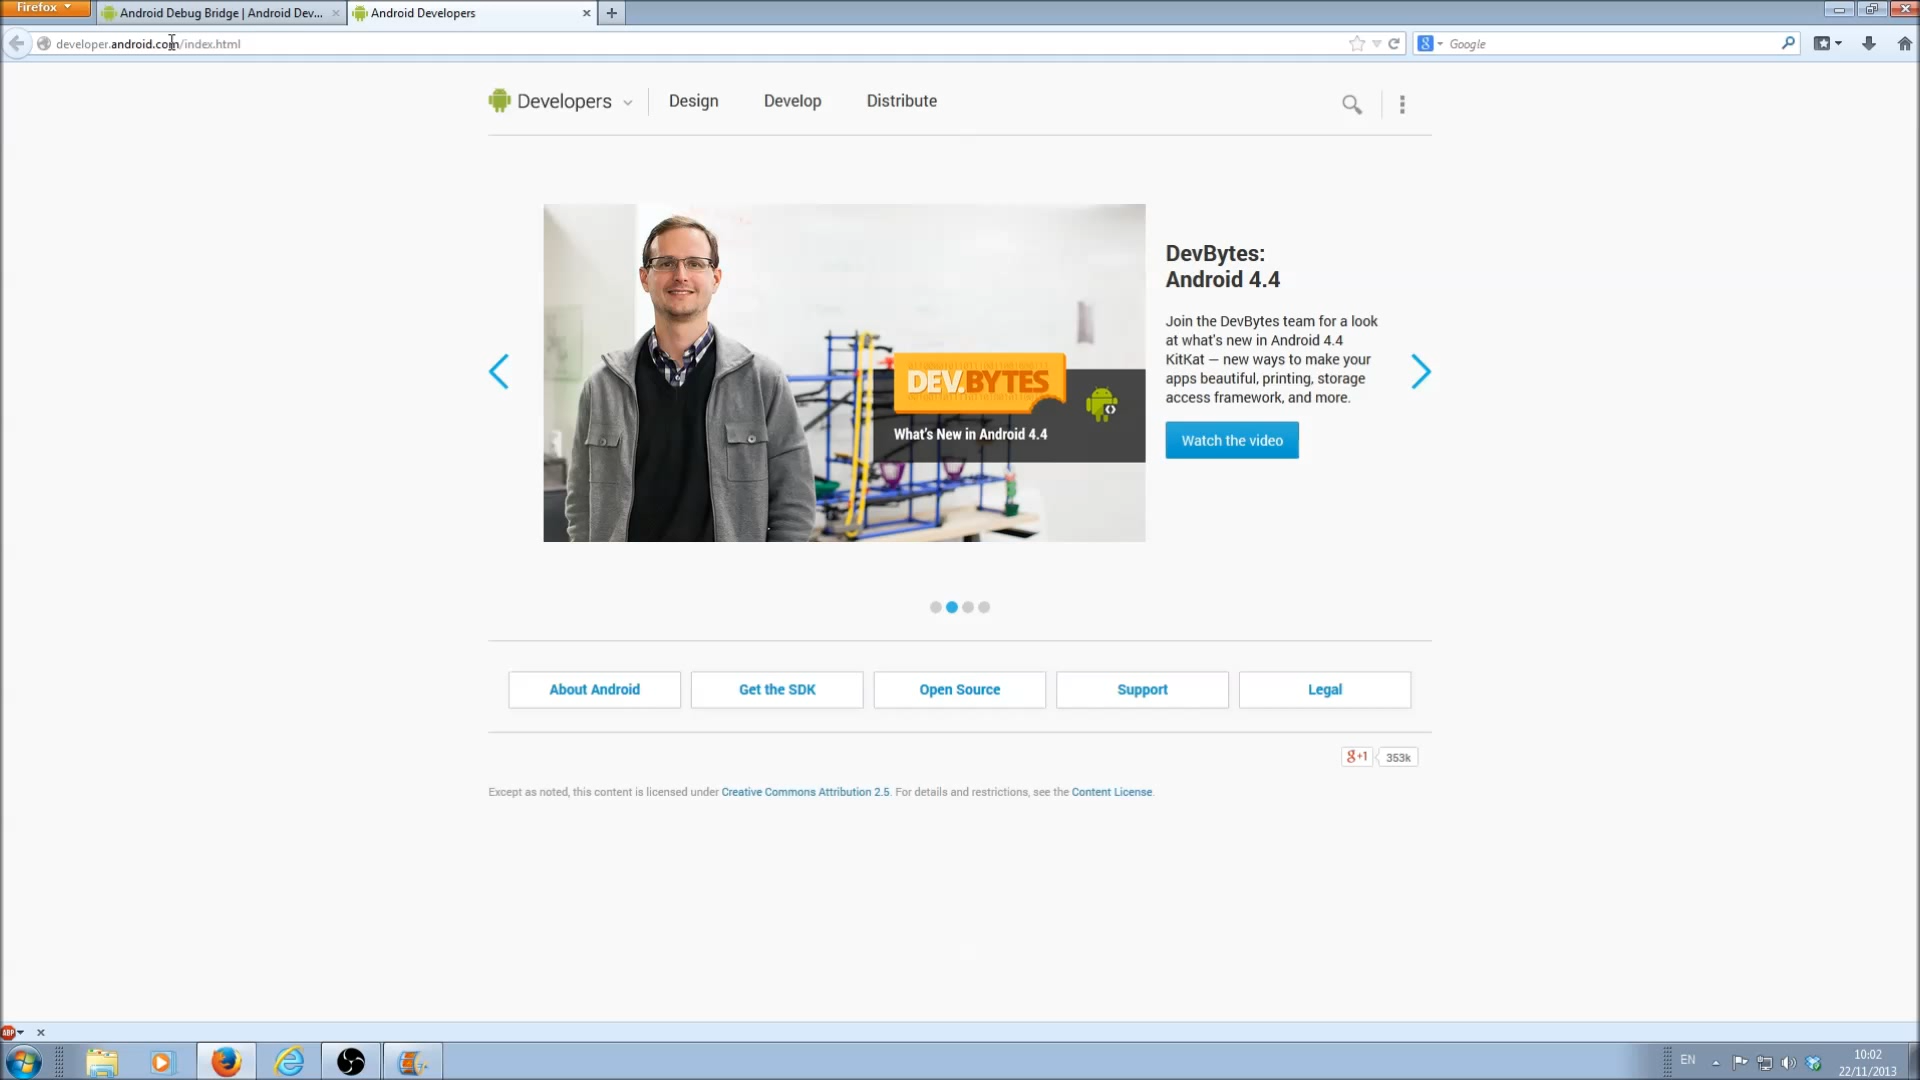 Firefox
Android Debug Bridge | Android Dev...
Android Developers
developer.android.com/index.html
Google
Developers
Design
Develop
Distribute
DevBytes:
Android 4.4
Join the DevBytes team for a look
at what's new in Android 4.4
KitKat — new ways to make your
apps beautiful, printing, storage
access framework, and more.
Watch the video
DEV.BYTES
What's New in Android 4.4
About Android
Get the SDK
Open Source
Support
Legal
g+1
353k
Except as noted, this content is licensed under Creative Commons Attribution 2.5. For details and restrictions, see the Content License.
ABP
EN
10:02
22/11/2013